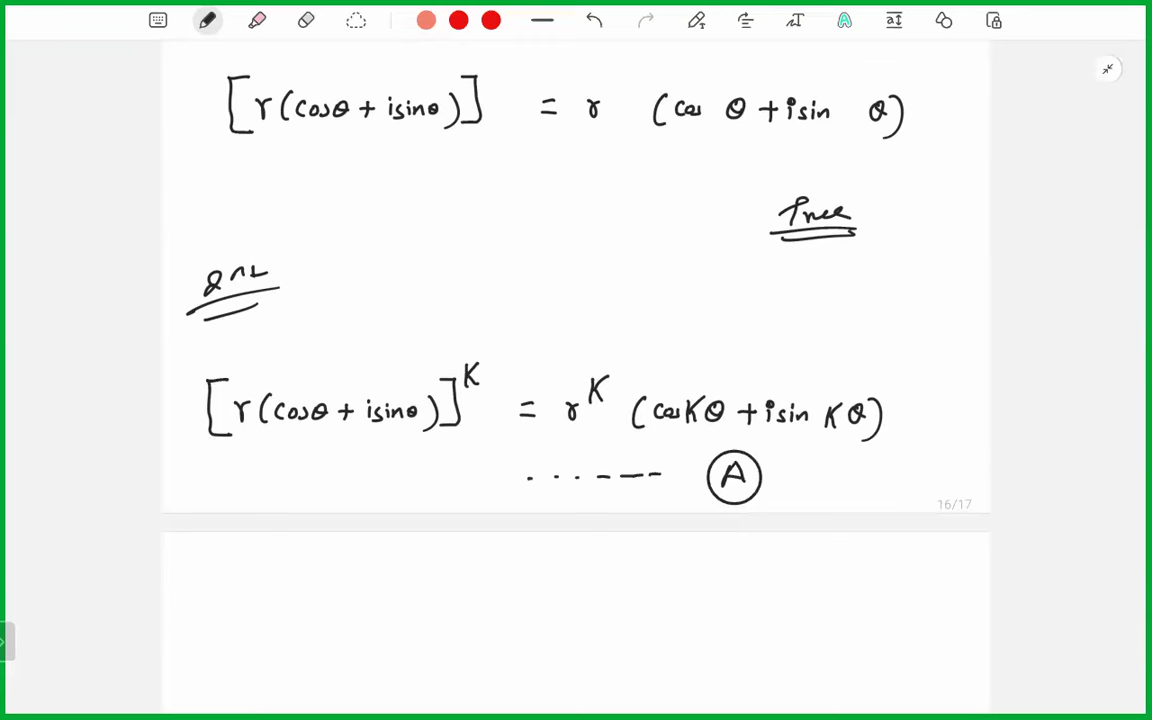 [r(cosθ + isinθ)] = r (cos θ + isin θ)
True
2nd
[r(cosθ + isinθ)]^K = r^K (cosKθ + isin Kθ)
....--- A
16/17